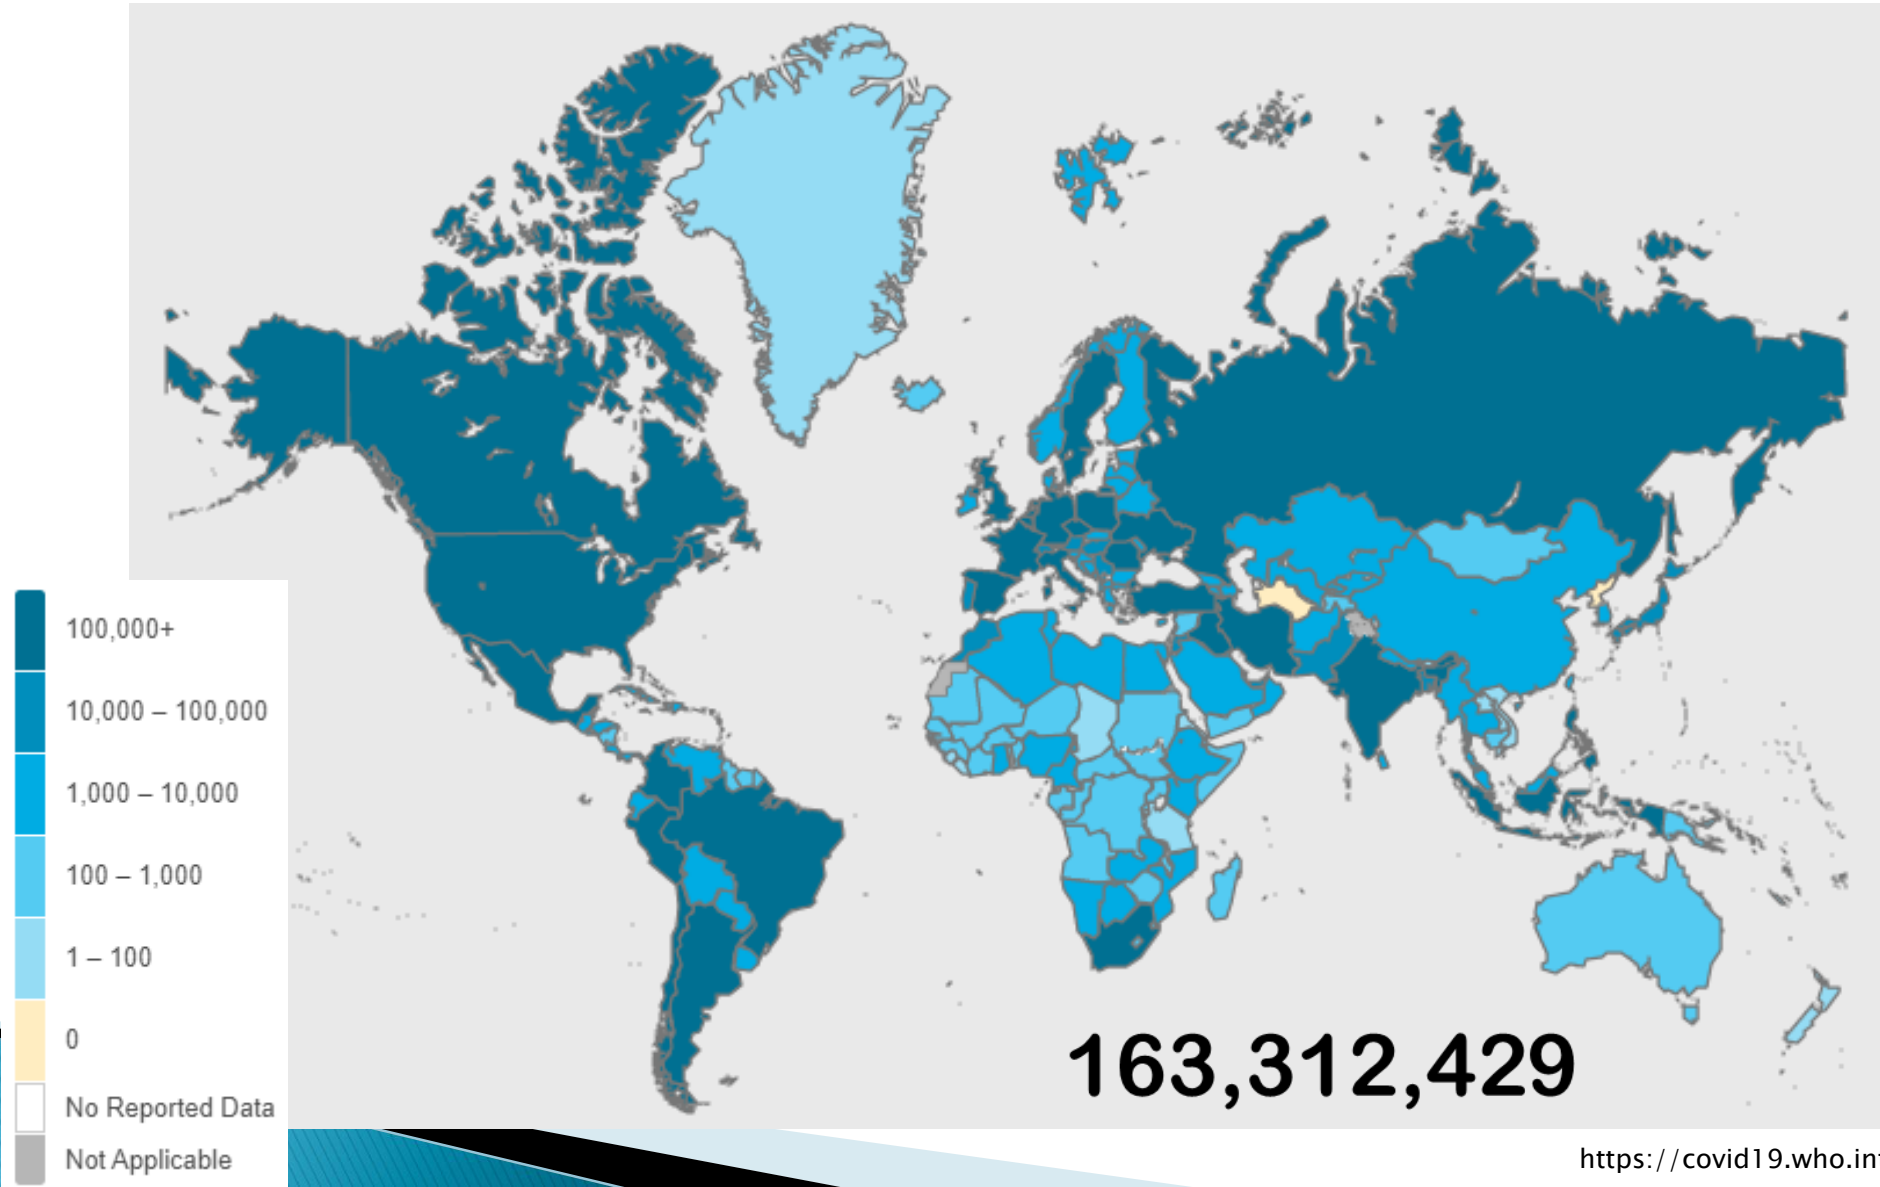 100,000+
10,000 – 100,000
1,000 – 10,000
100 – 1,000
1 – 100
0
No Reported Data
Not Applicable
163,312,429
https://covid19.who.int